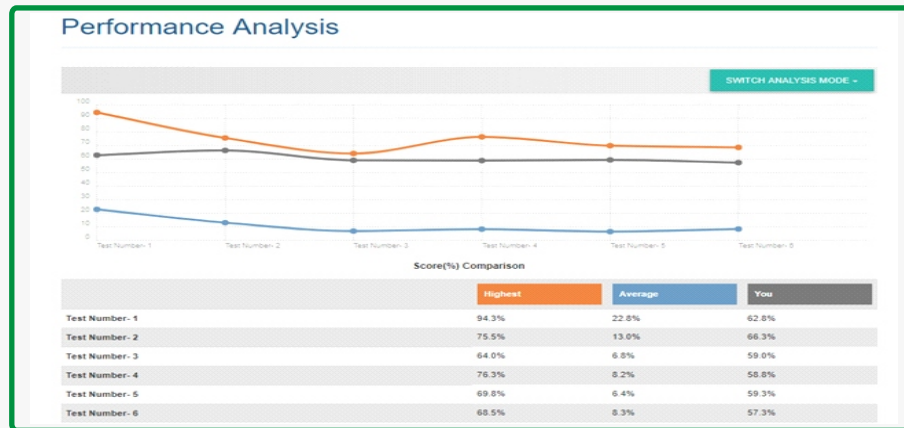 Performance Analysis
SWITCH ANALYSIS MODE -
100
90
80
70
60
50
40
30
20
10
0
Test Number- 1 Test Number- 2 Test Number- 3 Test Number- 4 Test Number- 5 Test Number- 6
Score(%) Comparison
Highest Average You
Test Number- 1 94.3% 22.8% 62.8%
Test Number- 2 75.5% 13.0% 66.3%
Test Number- 3 64.0% 6.8% 59.0%
Test Number- 4 76.3% 8.2% 58.8%
Test Number- 5 69.8% 6.4% 59.3%
Test Number- 6 68.5% 8.3% 57.3%